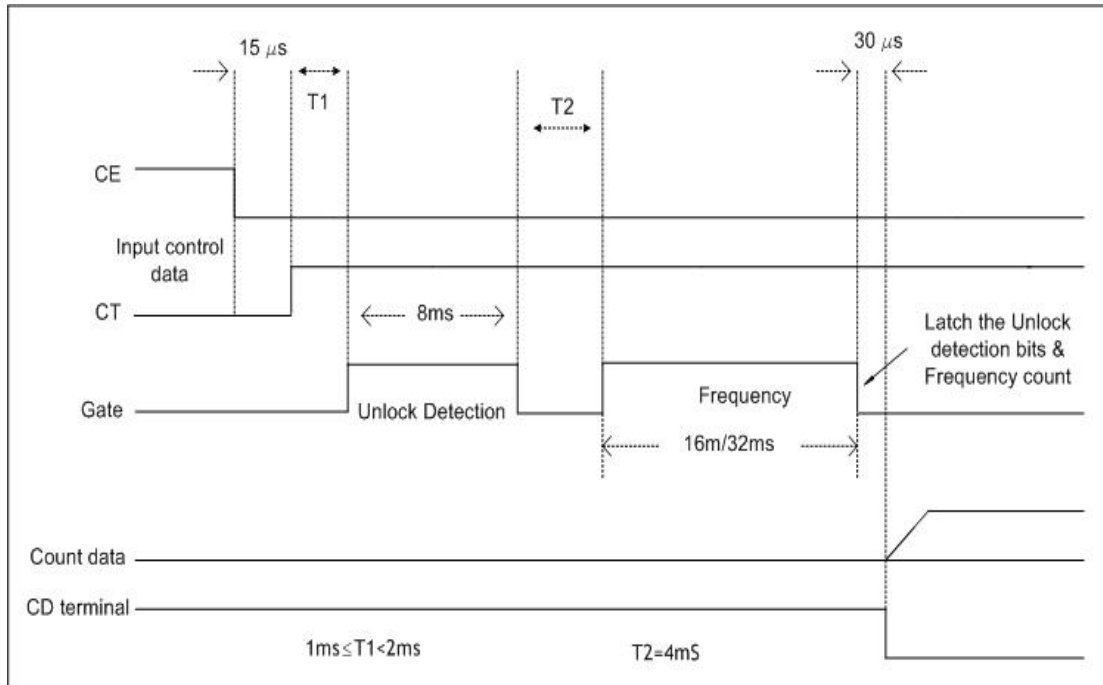 15 μs
30 μs
T1
T2
CE
Input control
data
CT
8ms
Latch the Unlock
detection bits &
Frequency count
Gate
Unlock Detection
Frequency
16m/32ms
Count data
CD terminal
1ms≤T1<2ms
T2=4mS